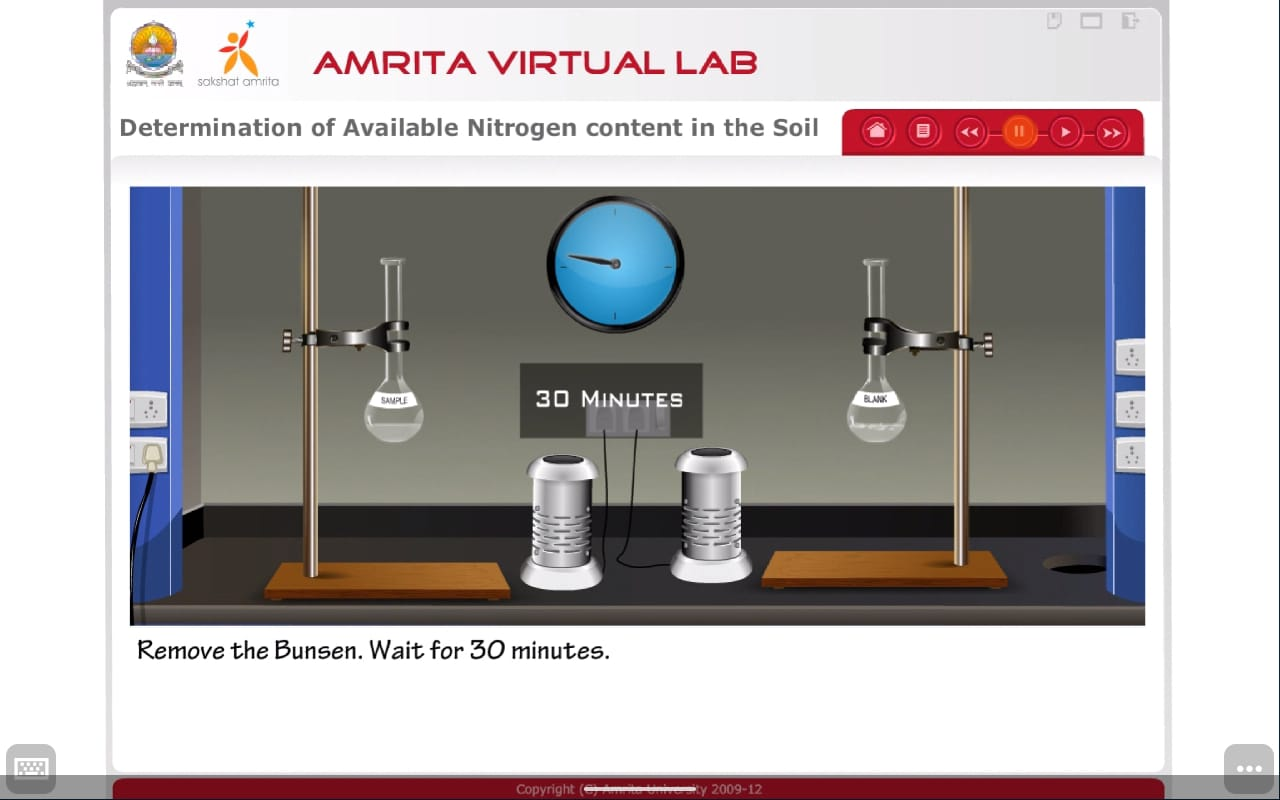 AMRITA VIRTUAL LAB
sakshat amrita
Determination of Available Nitrogen content in the Soil
SAMPLE
BLANK
30 MINUTES
Remove the Bunsen. Wait for 30 minutes.
Copyright (C) Amrita University 2009-12